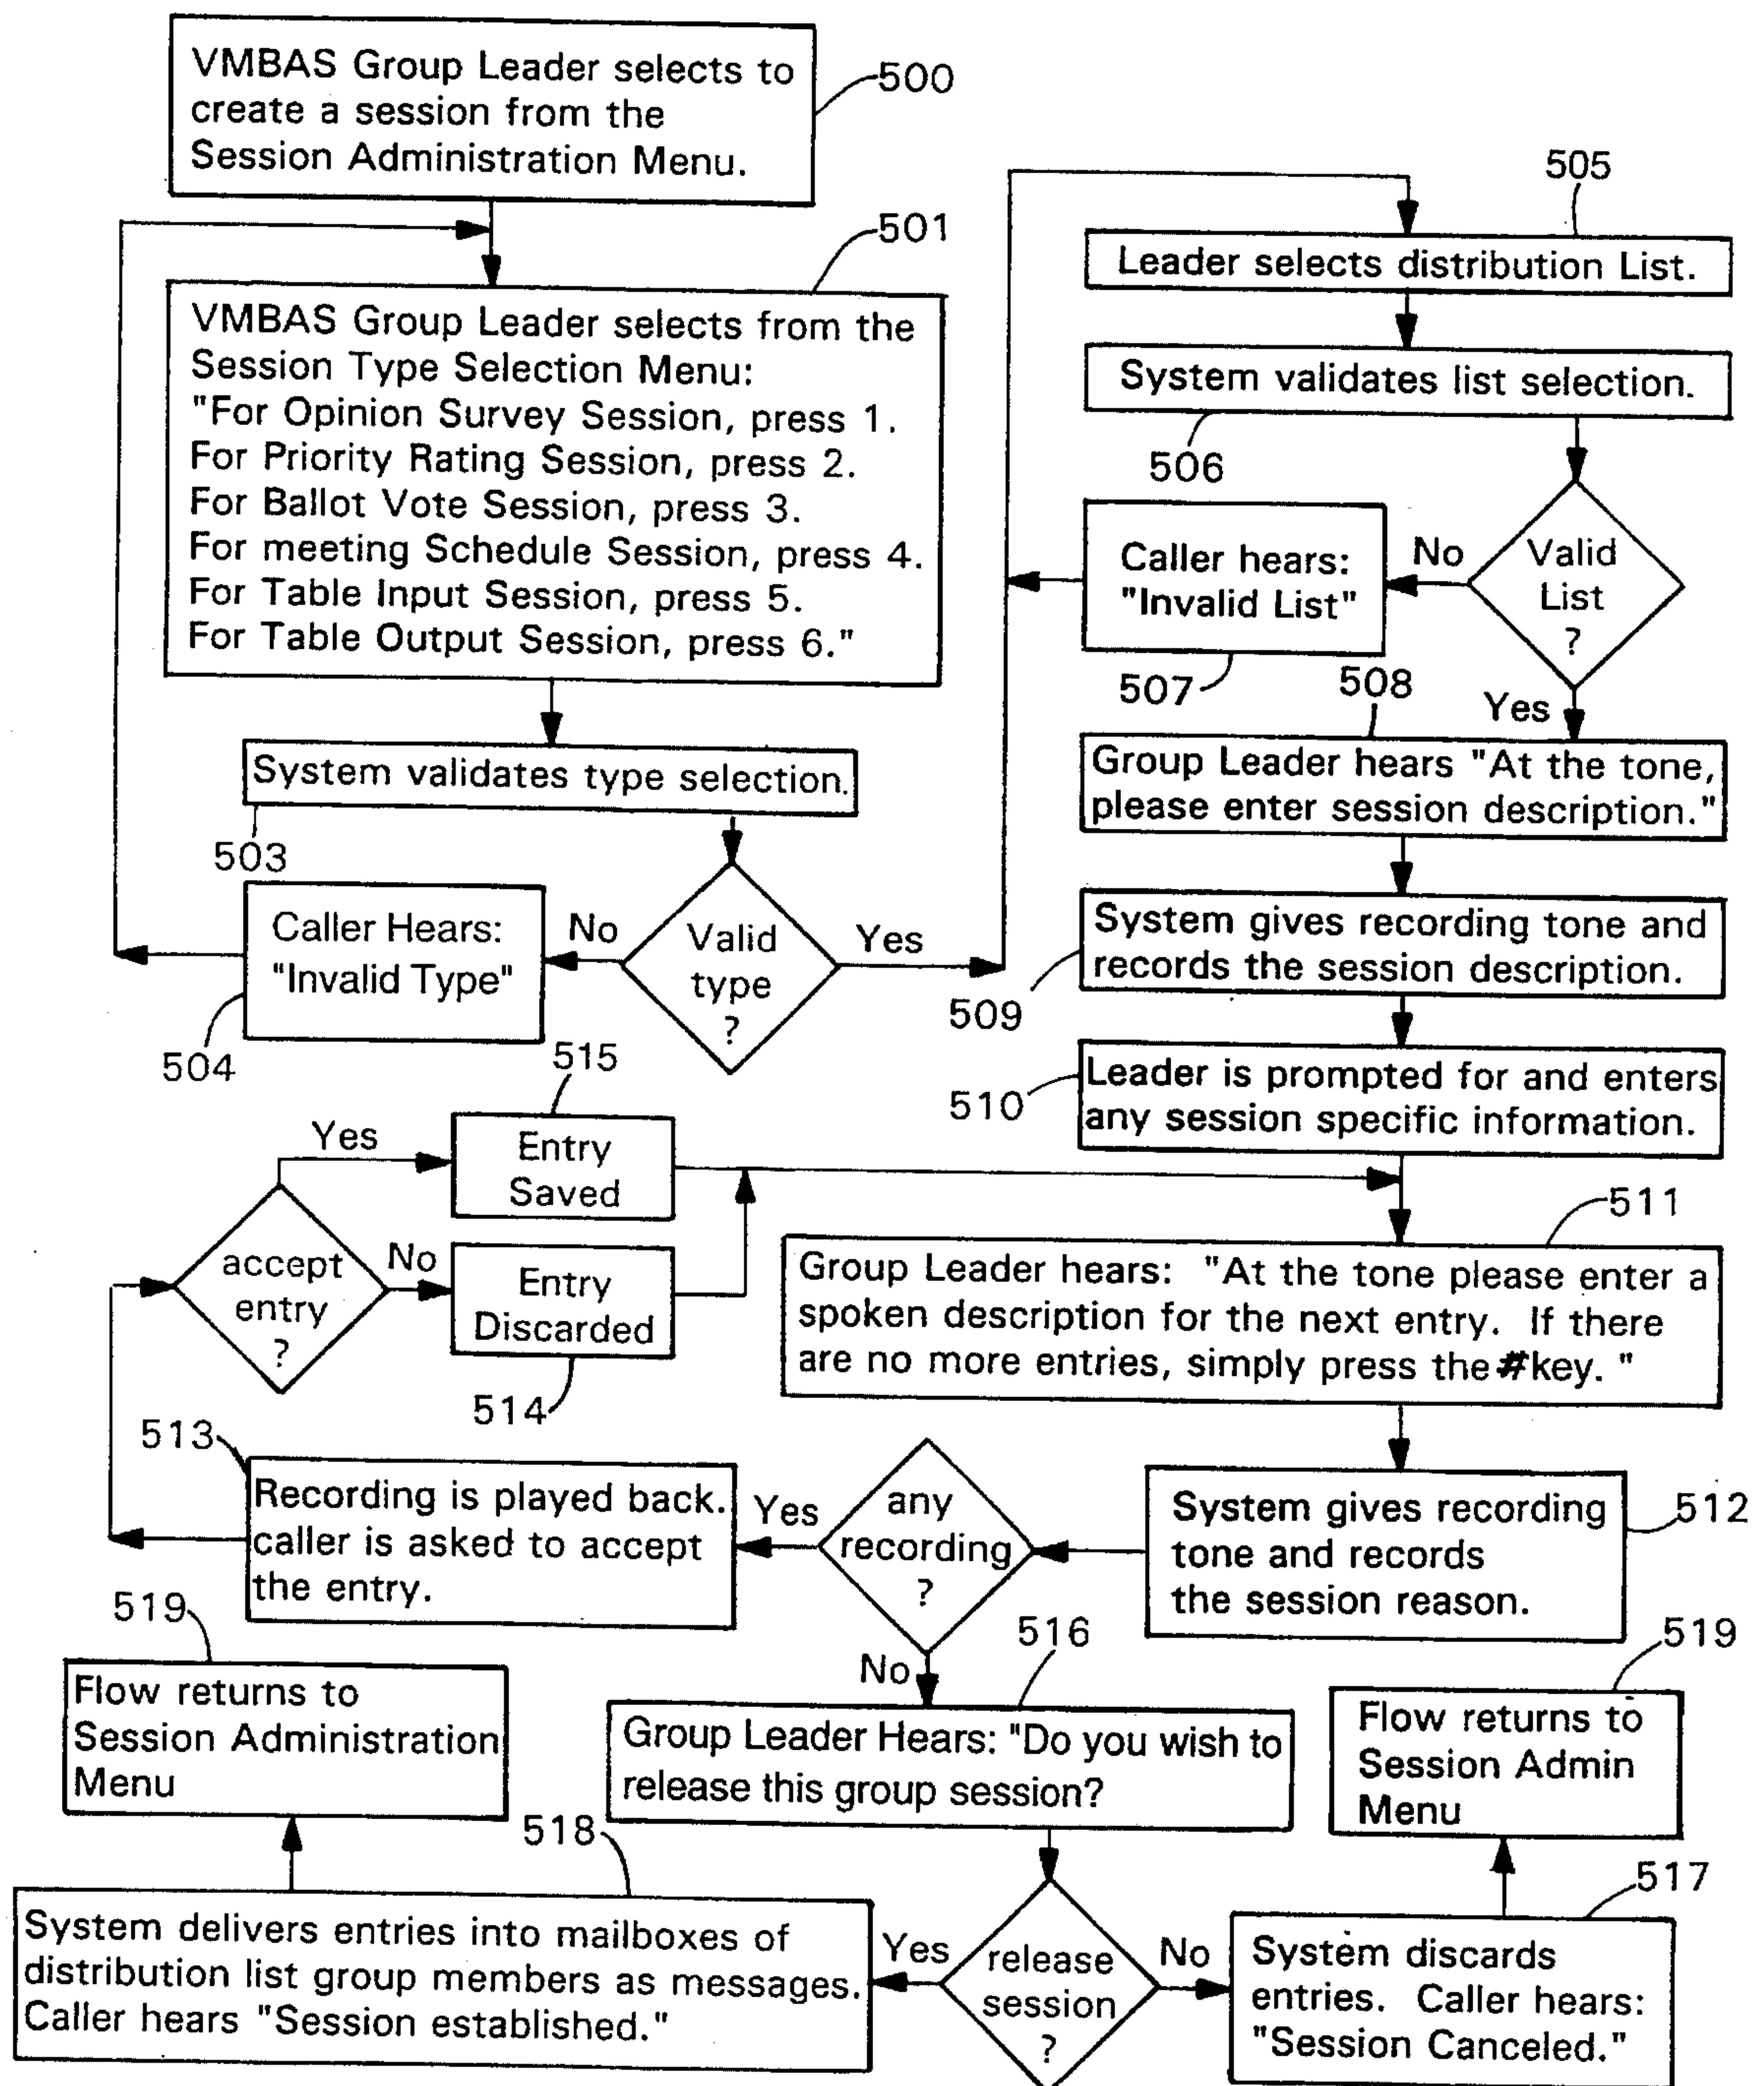 VMBAS Group Leader selects to
create a session from the
Session Administration Menu.
500
501
VMBAS Group Leader selects from the
Session Type Selection Menu:
"For Opinion Survey Session, press 1.
For Priority Rating Session, press 2.
For Ballot Vote Session, press 3.
For meeting Schedule Session, press 4.
For Table Input Session, press 5.
For Table Output Session, press 6."
System validates type selection.
503
Valid
type
?
No
Yes
Caller Hears:
"Invalid Type"
504
505
Leader selects distribution List.
System validates list selection.
506
Valid
List
?
No
Caller hears:
"Invalid List"
507
508
Yes
Group Leader hears "At the tone,
please enter session description."
System gives recording tone and
records the session description.
509
Leader is prompted for and enters
any session specific information.
510
515
Yes
Entry
Saved
accept
entry
?
No
Entry
Discarded
514
511
Group Leader hears: "At the tone please enter a
spoken description for the next entry. If there
are no more entries, simply press the # key. "
513
Recording is played back.
caller is asked to accept
the entry.
Yes
any
recording
?
System gives recording
tone and records
the session reason.
512
519
Flow returns to
Session Administration
Menu
No
516
Group Leader Hears: "Do you wish to
release this group session?
519
Flow returns to
Session Admin
Menu
518
System delivers entries into mailboxes of
distribution list group members as messages.
Caller hears "Session established."
Yes
release
session
?
No
517
System discards
entries. Caller hears:
"Session Canceled."